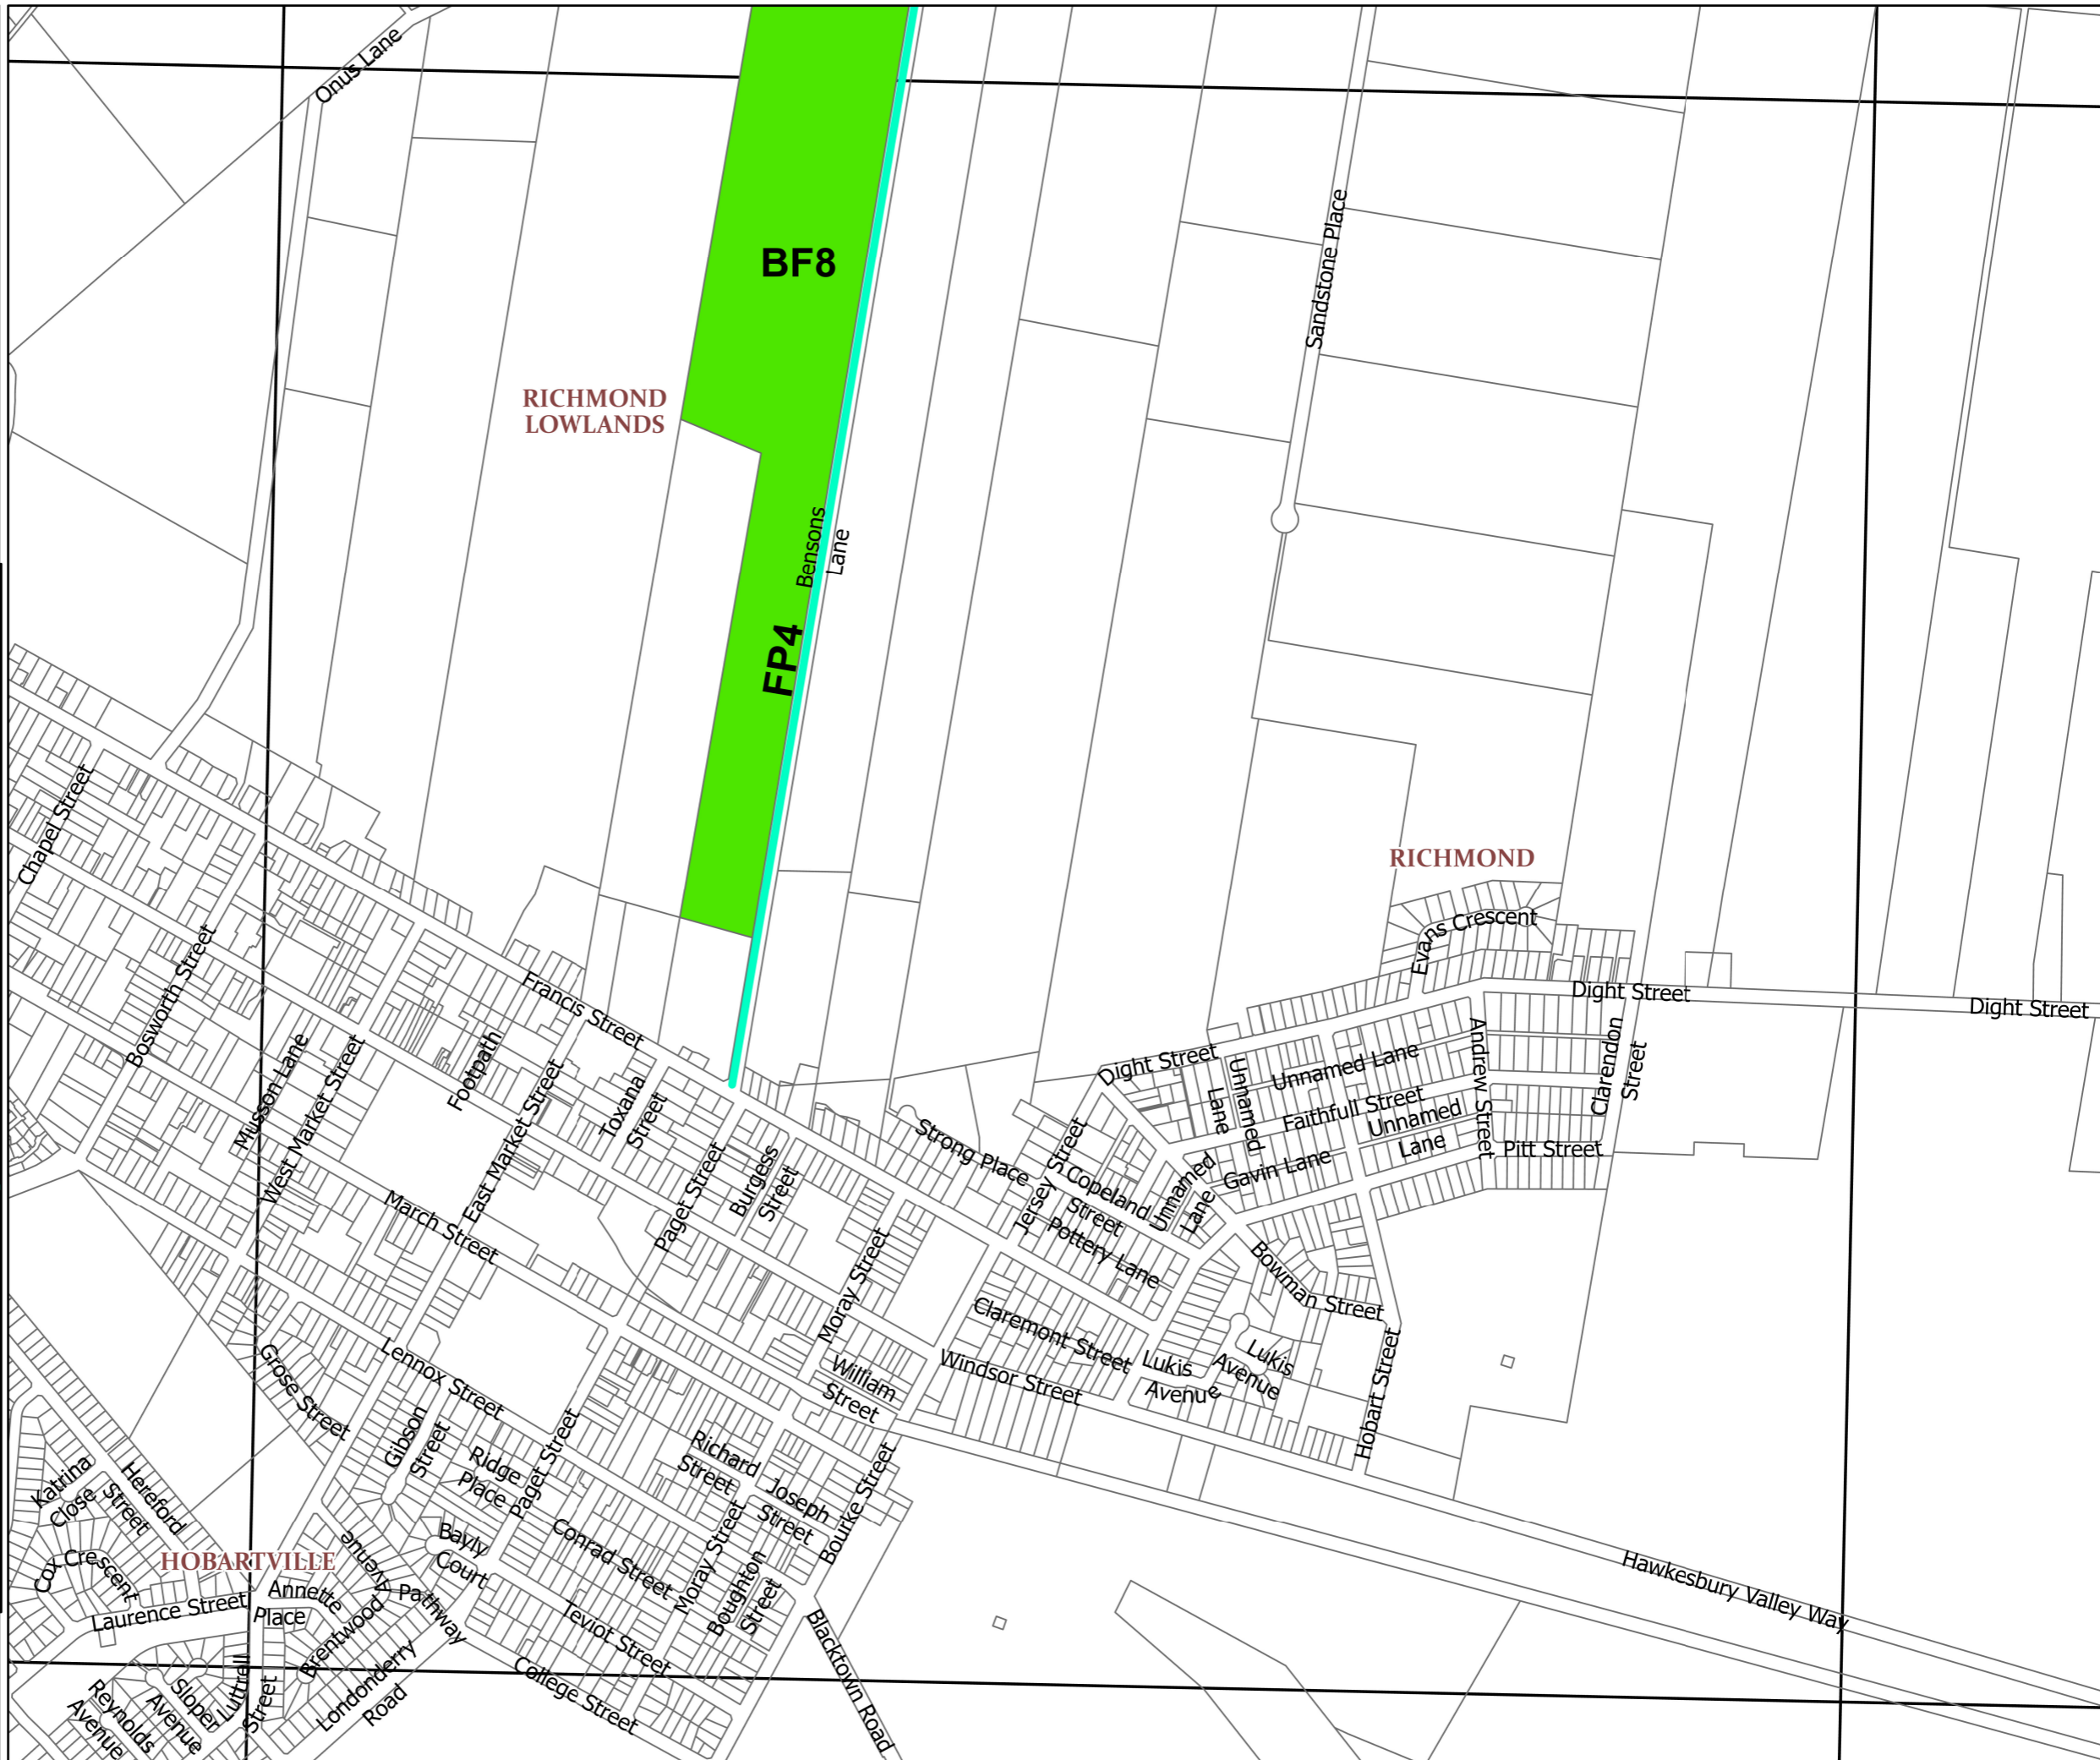 Onus Lane
BF8
Sandstone Place
RICHMOND
LOWLANDS
Bensons
Lane
FP4
Chapel Street
RICHMOND
Evans Crescent
Bosworth Street
Francis Street
Dight Street
Dight Street
Musson Lane
West Market Street
Footpath
East Market Street
Toxana
Street
Dight Street
Unnamed
Lane
Unnamed Lane
Faithfull Street
Unnamed
Lane
Andrew Street
Clarendon
Street
Pitt Street
Gavin Lane
Strong Place
Jersey Street
Copeland
Street
Unnamed
Lane
Pottery Lane
Paget Street
Burgess
Street
March Street
Moray Street
Bowman Street
Claremont Street
Lukis
Avenue
Lukis
Avenue
Hobart Street
Windsor Street
William
Street
Grose Street
Lennox Street
Gibson
Street
Ridge
Place
Paget Street
Richard
Street
Joseph
Street
Bourke Street
Katrina
Close
Hereford
Street
Cox Crescent
HOBARTVILLE
Bayly
Court
Conrad Street
Moray Street
Boughton
Street
Hawkesbury Valley Way
Laurence Street
Annette
Place
Brentwood
Avenue
Pathway
Teviot Street
Blacktown Road
Londonderry
Road
College Street
Luttrell
Street
Sloper
Avenue
Reynolds
Avenue